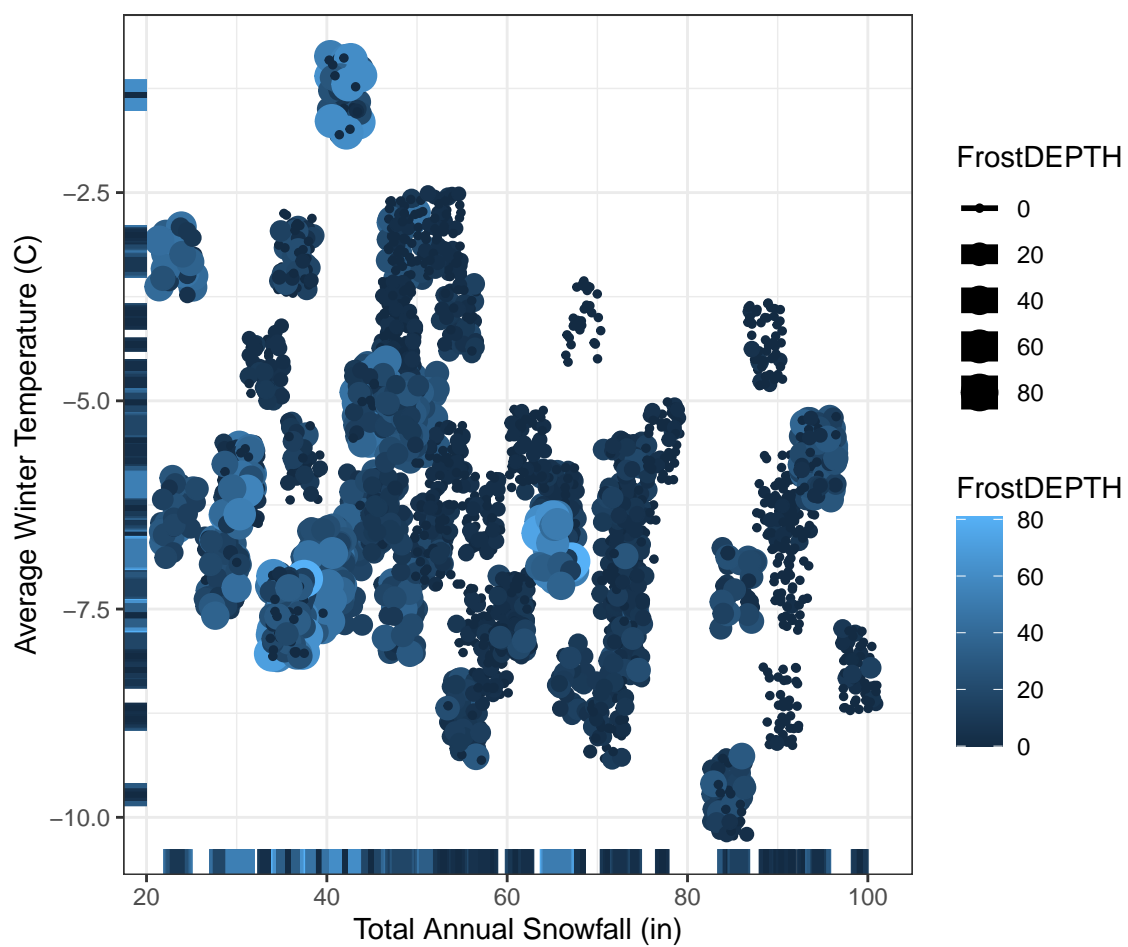 −2.5
−5.0
−7.5
−10.0
20 40 60 80 100
Total Annual Snowfall (in)
Average Winter Temperature (C)
FrostDEPTH
0
20
40
60
80
FrostDEPTH
80
60
40
20
0